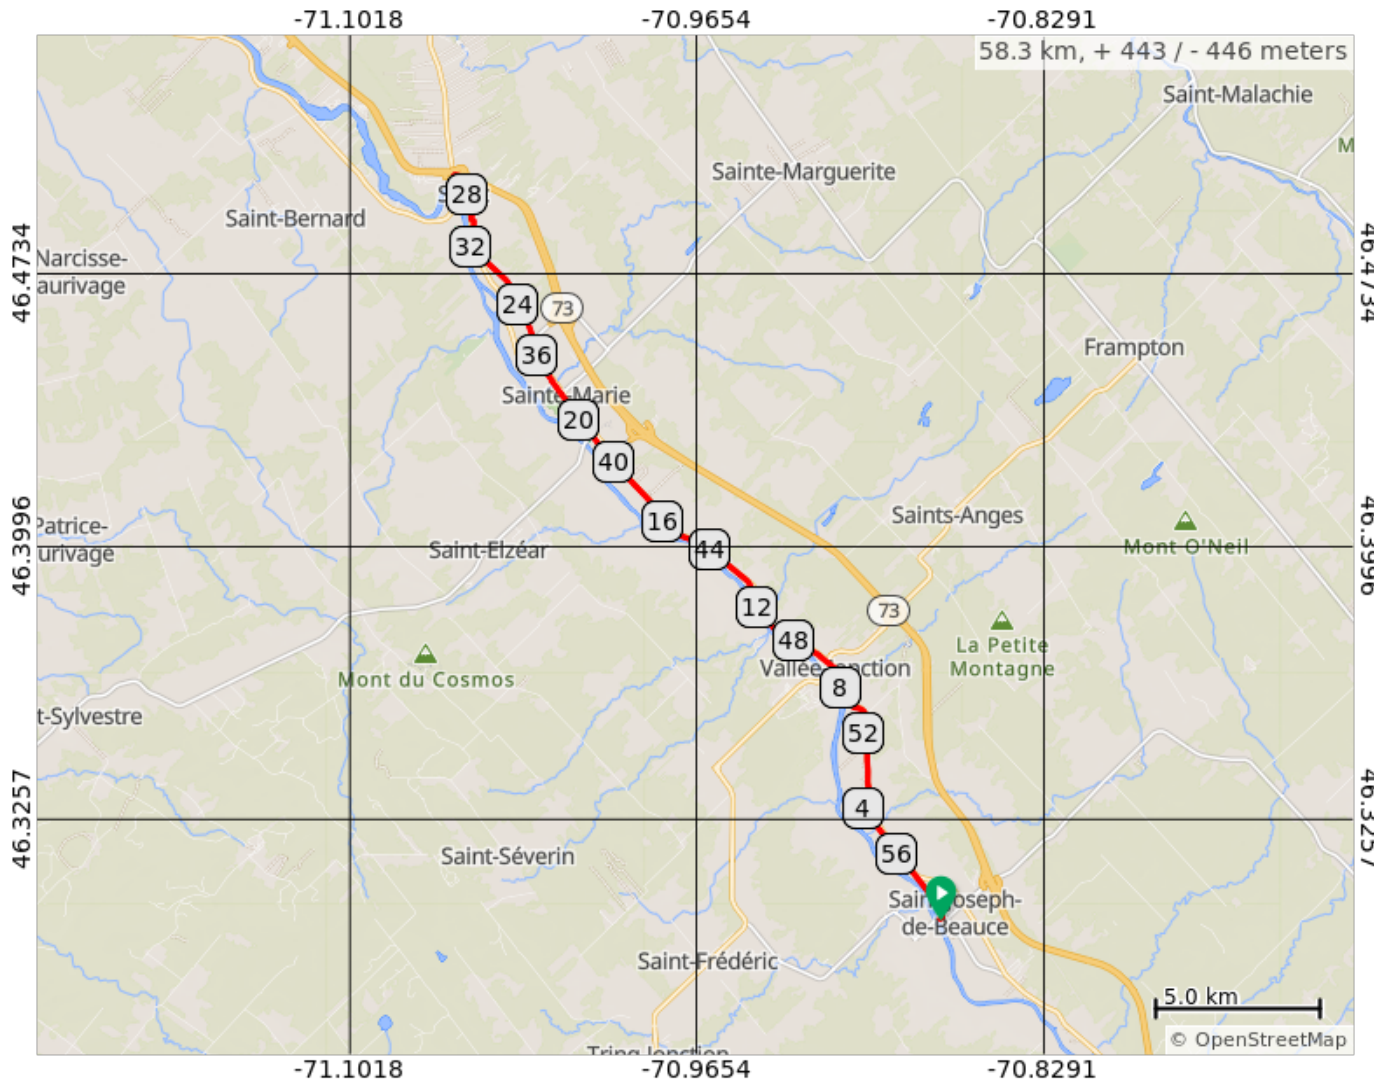 -71.1018
-70.9654
-70.8291
58.3 km, + 443 / - 446 meters
Saint-Malachie
M
Sainte-Marguerite
28
Saint-Bernard
32
46.4734
46.4734
Narcisse-
aurivage
24
73
36
Frampton
Sainte-Marie
20
40
16
Saints-Anges
46.3996
46.3996
Patrice-
urivage
Saint-Elzéar
44
Mont O'Neil
12
73
48
La Petite
Montagne
Vallée-Jonction
Mont du Cosmos
8
t-Sylvestre
52
4
46.3257
46.3257
56
Saint-Séverin
Saint-Joseph-
de-Beauce
Saint-Frédéric
5.0 km
© OpenStreetMap
Tring Jonction
-71.1018
-70.9654
-70.8291